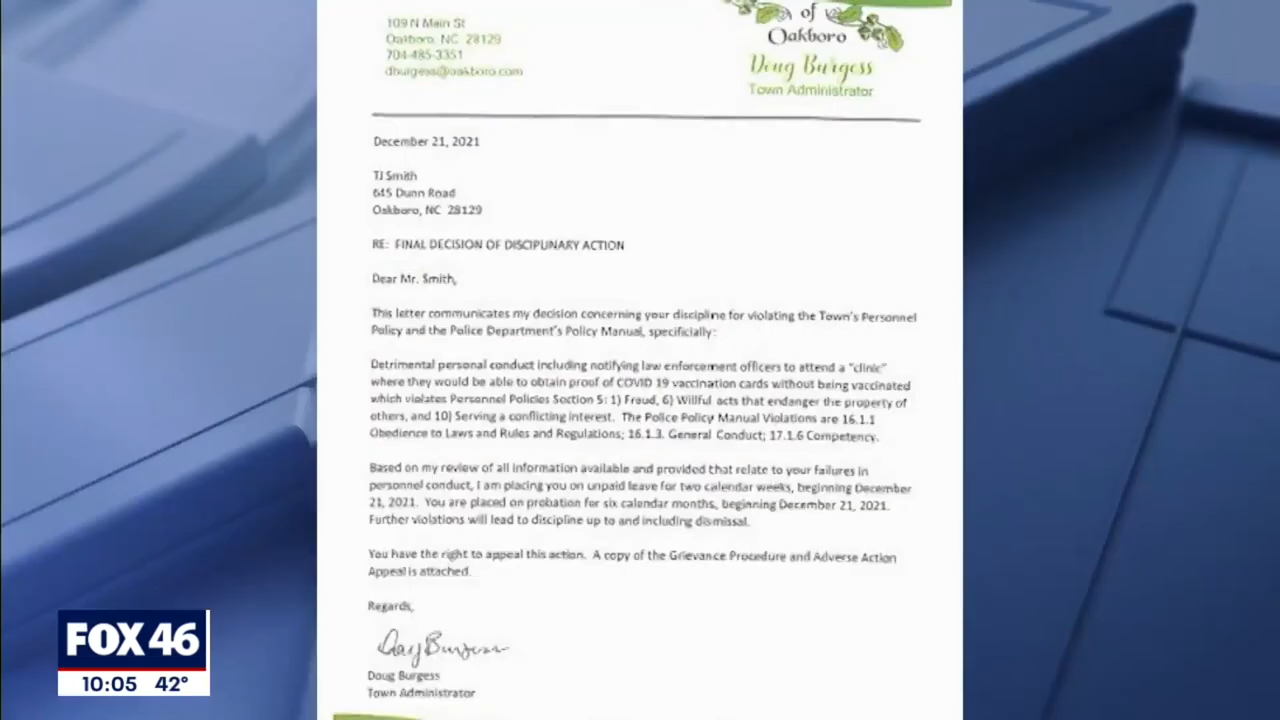 109 N Main St
Oakboro, NC 28129
704-485-3351
dburgess@oakboro.com
of
Oakboro
Doug Burgess
Town Administrator
December 21, 2021
TJ Smith
645 Dunn Road
Oakboro, NC 28129
RE: FINAL DECISION OF DISCIPLINARY ACTION
Dear Mr. Smith,
This letter communicates my decision concerning your discipline for violating the Town's Personnel
Policy and the Police Department's Policy Manual, specificially:
Detrimental personal conduct including notifying law enforcement officers to attend a "clinic"
where they would be able to obtain proof of COVID 19 vaccination cards without being vaccinated
which violates Personnel Policies Section 5: 1) Fraud, 6) Willful acts that endanger the property of
others, and 10) Serving a conflicting interest. The Police Policy Manual Violations are 16.1.1
Obedience to Laws and Rules and Regulations; 16.1.3. General Conduct; 17.1.6 Competency.
Based on my review of all information available and provided that relate to your failures in
personnel conduct, I am placing you on unpaid leave for two calendar weeks, beginning December
21, 2021. You are placed on probation for six calendar months, beginning December 21, 2021.
Further violations will lead to discipline up to and including dismissal.
You have the right to appeal this action. A copy of the Grievance Procedure and Adverse Action
Appeal is attached.
Regards,
Doug Burgess
Town Administrator
FOX 46
10:05 42°